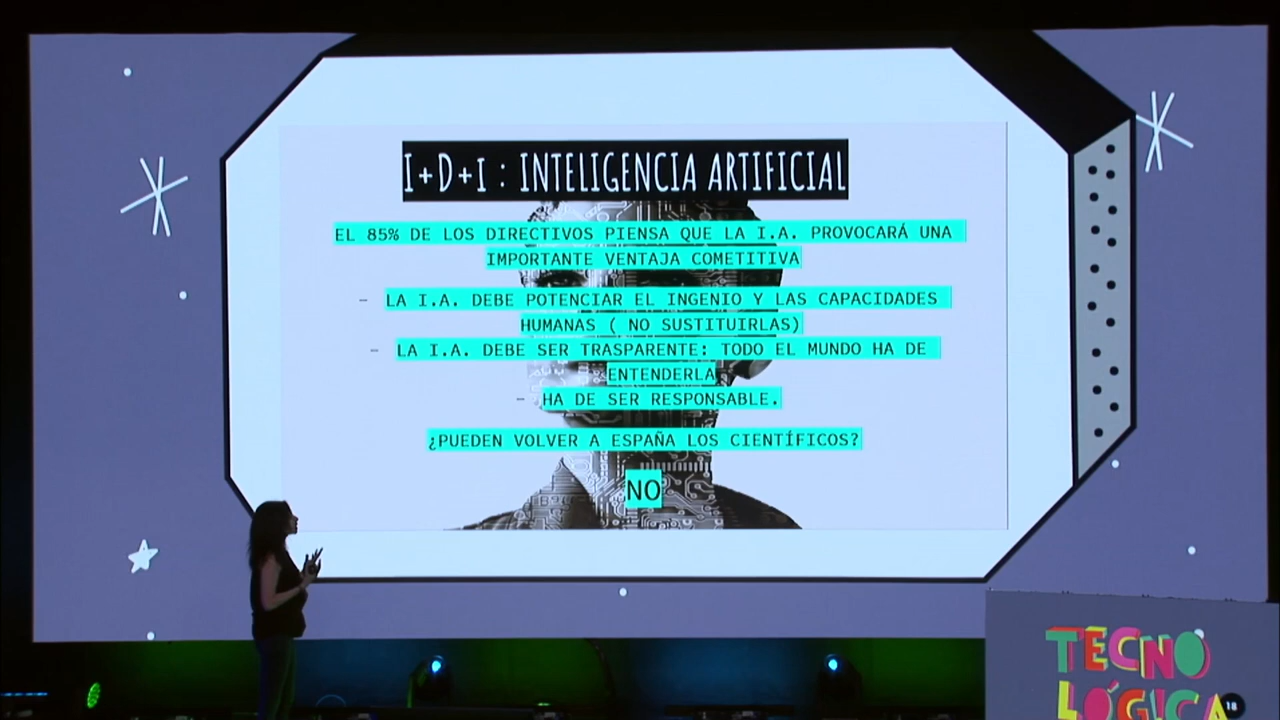 I+D+i : INTELIGENCIA ARTIFICIAL
EL 85% DE LOS DIRECTIVOS PIENSA QUE LA I.A. PROVOCARÁ UNA
IMPORTANTE VENTAJA COMETITIVA
- LA I.A. DEBE POTENCIAR EL INGENIO Y LAS CAPACIDADES
HUMANAS ( NO SUSTITUIRLAS)
- LA I.A. DEBE SER TRASPARENTE: TODO EL MUNDO HA DE
ENTENDERLA
- HA DE SER RESPONSABLE.
¿PUEDEN VOLVER A ESPAÑA LOS CIENTÍFICOS?
NO
TECNO
LÓGICA
18